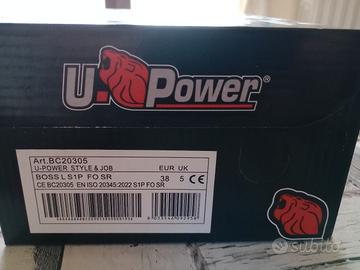 U. Power®
Art.BC20305
U-POWER STYLE & JOB EUR UK
BOSS L S1P FO SR 38 5 CE
CE BC20305 EN ISO 20345:2022 S1P FO SR
subito